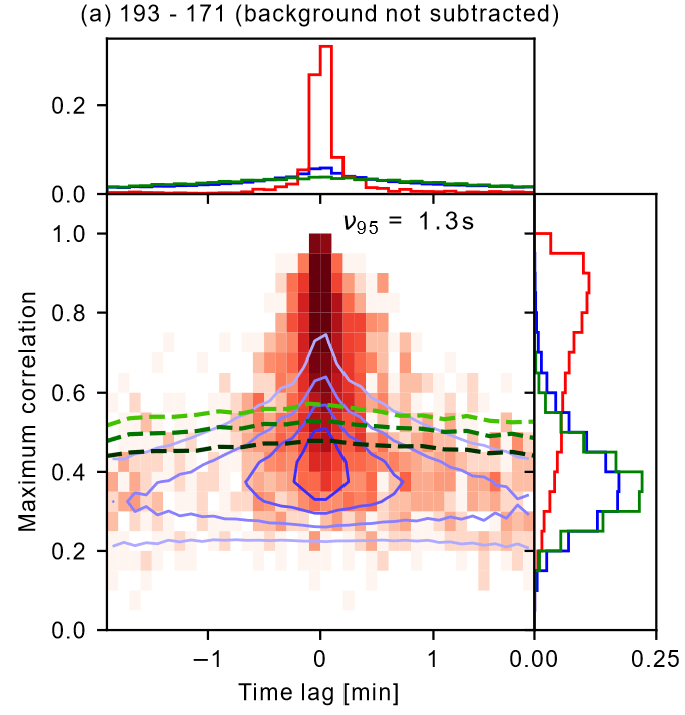 (a) 193 - 171 (background not subtracted)
0.2
0.0
ν95 = 1.3s
1.0
0.8
0.6
0.4
0.2
0.0
Maximum correlation
−1 0 1 0.00 0.25
Time lag [min]